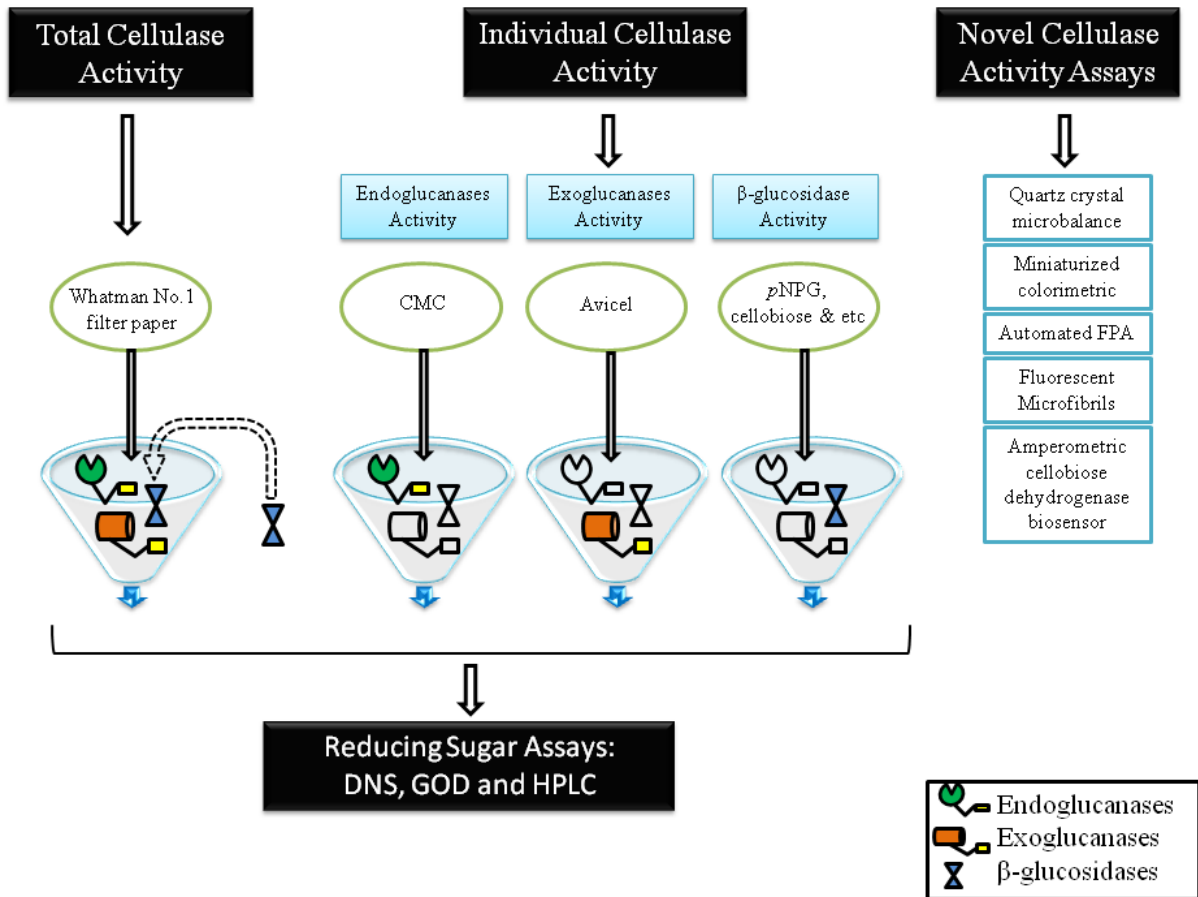 Total Cellulase
Activity
Individual Cellulase
Activity
Novel Cellulase
Activity Assays
Endoglucanases
Activity
Exoglucanases
Activity
β-glucosidase
Activity
Whatman No. 1
filter paper
CMC
Avicel
pNPG,
cellobiose & etc
Quartz crystal
microbalance
Miniaturized
colorimetric
Automated FPA
Fluorescent
Microfibrils
Amperometric
cellobiose
dehydrogenase
biosensor
Reducing Sugar Assays:
DNS, GOD and HPLC
Endoglucanases
Exoglucanases
β-glucosidases